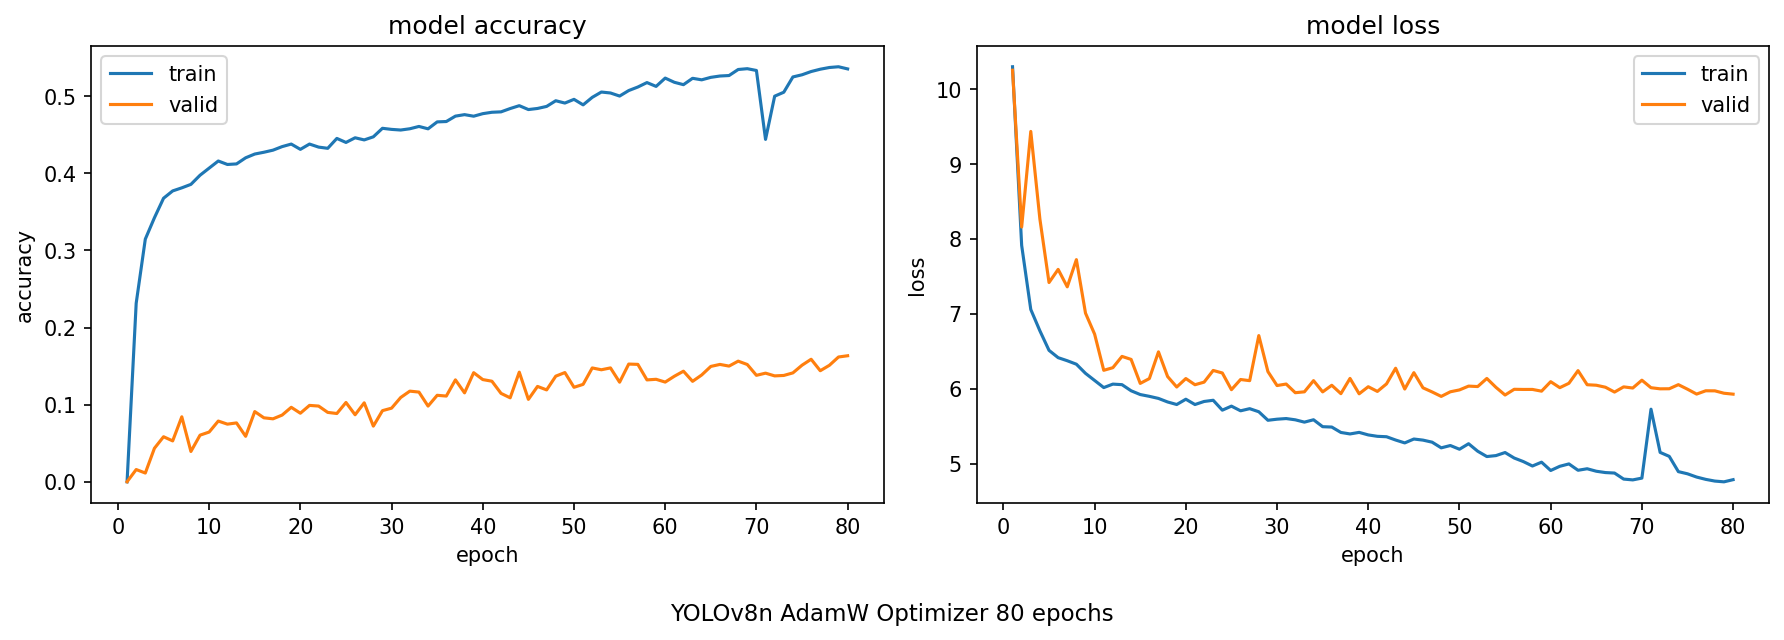 model accuracy
train
valid
accuracy
0.5
0.4
0.3
0.2
0.1
0.0
0 10 20 30 40 50 60 70 80
epoch
model loss
train
valid
loss
10
9
8
7
6
5
0 10 20 30 40 50 60 70 80
epoch
YOLOv8n AdamW Optimizer 80 epochs